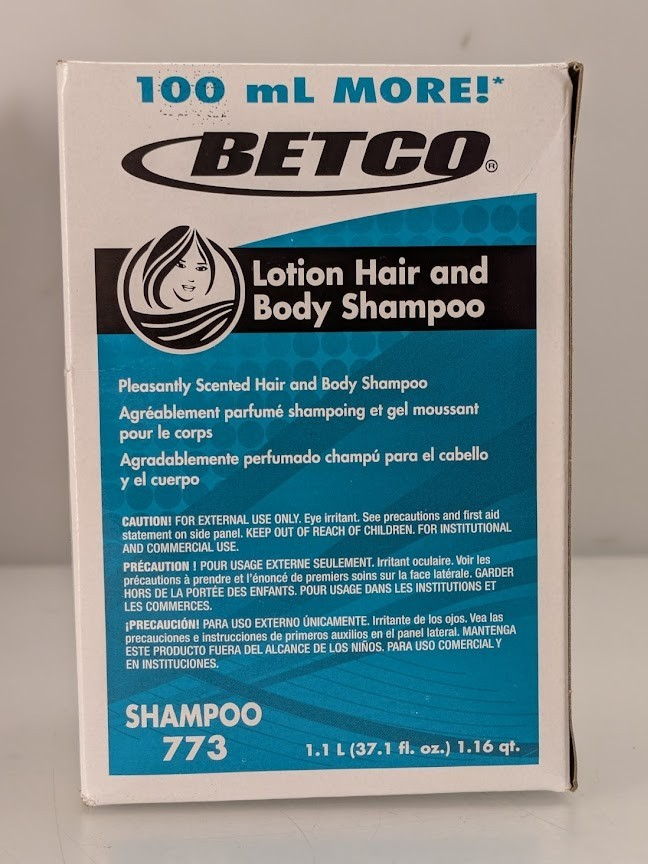 100 mL MORE!*
BETCO®
Lotion Hair and
Body Shampoo
Pleasantly Scented Hair and Body Shampoo
Agréablement parfumé shampoing et gel moussant
pour le corps
Agradablemente perfumado champú para el cabello
y el cuerpo
CAUTION! FOR EXTERNAL USE ONLY. Eye irritant. See precautions and first aid
statement on side panel. KEEP OUT OF REACH OF CHILDREN. FOR INSTITUTIONAL
AND COMMERCIAL USE.
PRÉCAUTION ! POUR USAGE EXTERNE SEULEMENT. Irritant oculaire. Voir les
précautions à prendre et l'énoncé de premiers soins sur la face latérale. GARDER
HORS DE LA PORTÉE DES ENFANTS. POUR USAGE DANS LES INSTITUTIONS ET
LES COMMERCES.
¡PRECAUCIÓN! PARA USO EXTERNO ÚNICAMENTE. Irritante de los ojos. Vea las
precauciones e instrucciones de primeros auxilios en el panel lateral. MANTENGA
ESTE PRODUCTO FUERA DEL ALCANCE DE LOS NIÑOS. PARA USO COMERCIAL Y
EN INSTITUCIONES.
SHAMPOO
773
1.1 L (37.1 fl. oz.) 1.16 qt.